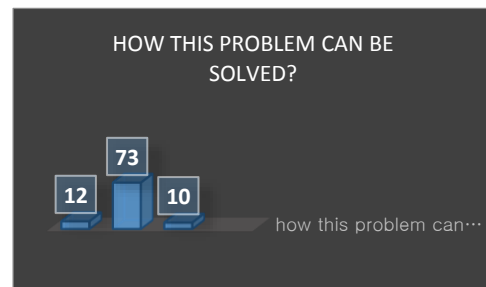 HOW THIS PROBLEM CAN BE
SOLVED?
73
12
10
how this problem can…